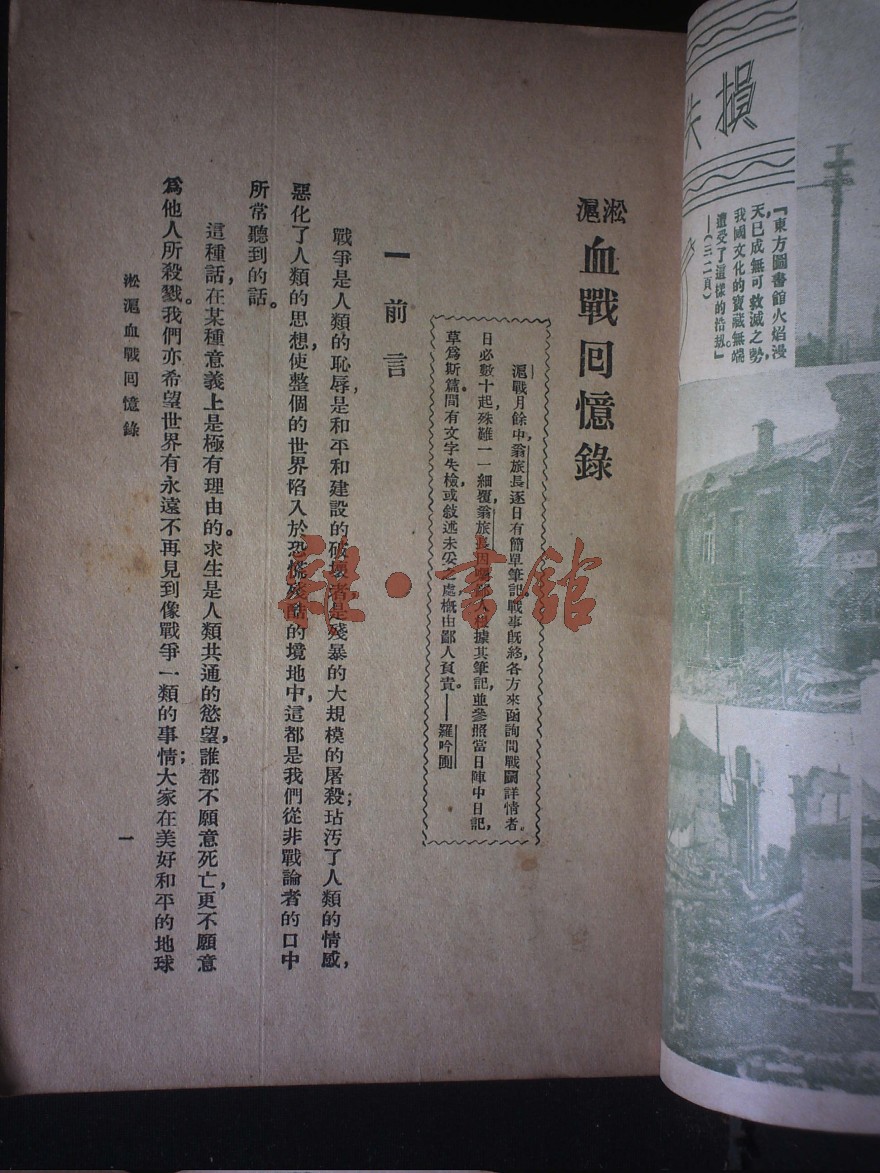 損失
『東方圖書館火焰漫
天,已成無可救滅之勢,
我國文化的寶藏無端
遭受了這樣的浩劫。』
——(三二頁)
淞滬血戰回憶錄
滬戰月餘中,翁旅長逐日有簡單筆記,戰事旣終,各方來函詢問戰鬭詳情者。
日必數十起,殊難一一細覆,翁旅長因囑鄙人根據其筆記,並參照當日陣中日記,
草爲斯篇。間有文字失檢,或敍述未妥之處,槪由鄙人負責。——羅吟圃
一 前言
戰爭是人類的恥辱,是和平和建設的破壞者,是殘暴的大規模的屠殺;玷汚了人類的情感,
惡化了人類的思想,使整個的世界陷入於恐慌殘酷的境地中,這都是我們從非戰論者的口中
所常聽到的話。
這種話,在某種意義上是極有理由的。求生是人類共通的慾望,誰都不願意死亡,更不願意
爲他人所殺戮。我們亦希望世界有永遠不再見到像戰爭一類的事情;大家在美好和平的地球
淞滬血戰回憶錄
一
雜·書館